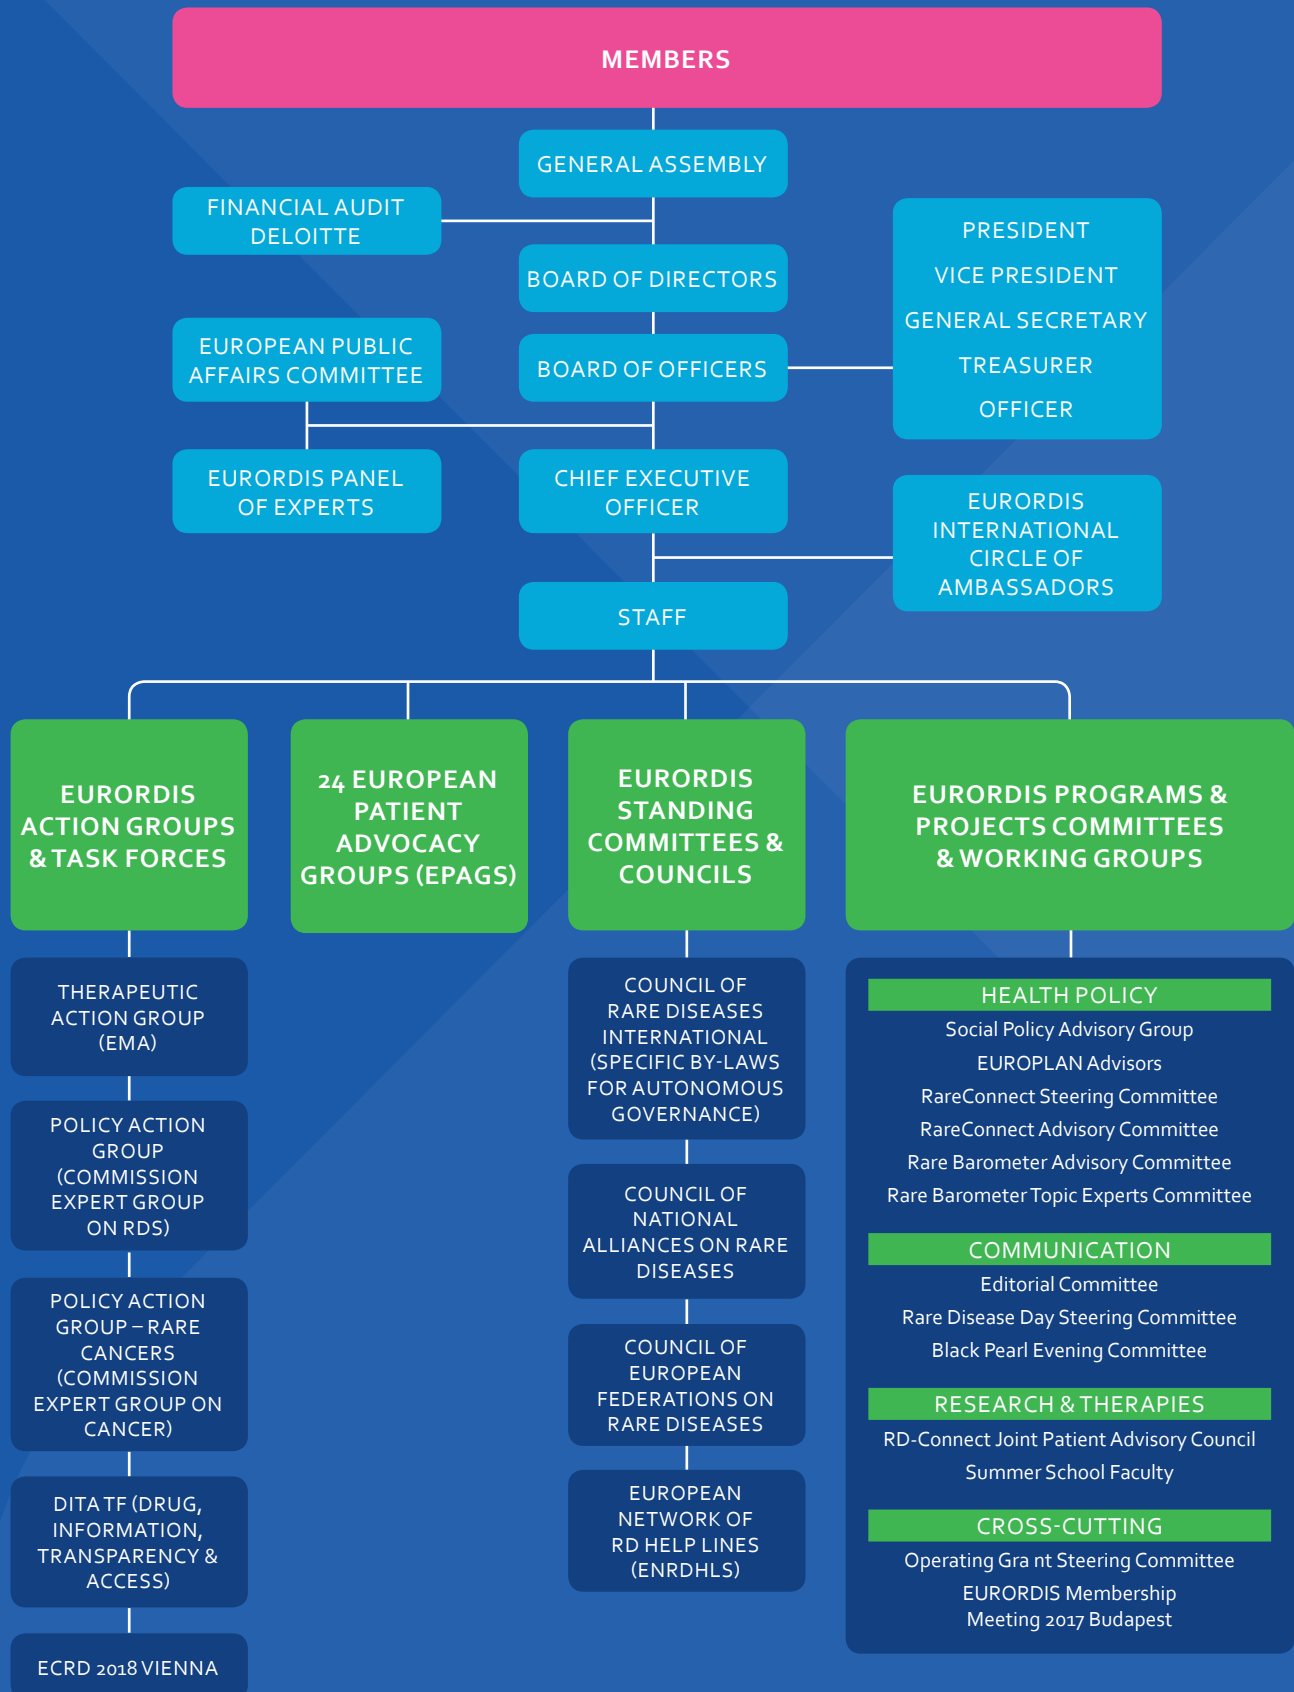 MEMBERS
GENERAL ASSEMBLY
FINANCIAL AUDIT
DELOITTE
BOARD OF DIRECTORS
PRESIDENT
VICE PRESIDENT
GENERAL SECRETARY
TREASURER
OFFICER
EUROPEAN PUBLIC
AFFAIRS COMMITTEE
BOARD OF OFFICERS
EURORDIS PANEL
OF EXPERTS
CHIEF EXECUTIVE
OFFICER
EURORDIS
INTERNATIONAL
CIRCLE OF
AMBASSADORS
STAFF
EURORDIS
ACTION GROUPS
& TASK FORCES
24 EUROPEAN
PATIENT
ADVOCACY
GROUPS (EPAGS)
EURORDIS
STANDING
COMMITTEES &
COUNCILS
EURORDIS PROGRAMS &
PROJECTS COMMITTEES
& WORKING GROUPS
THERAPEUTIC
ACTION GROUP
(EMA)
POLICY ACTION
GROUP
(COMMISSION
EXPERT GROUP
ON RDS)
POLICY ACTION
GROUP – RARE
CANCERS
(COMMISSION
EXPERT GROUP ON
CANCER)
DITA TF (DRUG,
INFORMATION,
TRANSPARENCY &
ACCESS)
ECRD 2018 VIENNA
COUNCIL OF
RARE DISEASES
INTERNATIONAL
(SPECIFIC BY-LAWS
FOR AUTONOMOUS
GOVERNANCE)
COUNCIL OF
NATIONAL
ALLIANCES ON RARE
DISEASES
COUNCIL OF
EUROPEAN
FEDERATIONS ON
RARE DISEASES
EUROPEAN
NETWORK OF
RD HELP LINES
(ENRDHLS)
HEALTH POLICY
Social Policy Advisory Group
EUROPLAN Advisors
RareConnect Steering Committee
RareConnect Advisory Committee
Rare Barometer Advisory Committee
Rare Barometer Topic Experts Committee
COMMUNICATION
Editorial Committee
Rare Disease Day Steering Committee
Black Pearl Evening Committee
RESEARCH & THERAPIES
RD-Connect Joint Patient Advisory Council
Summer School Faculty
CROSS-CUTTING
Operating Gra nt Steering Committee
EURORDIS Membership
Meeting 2017 Budapest